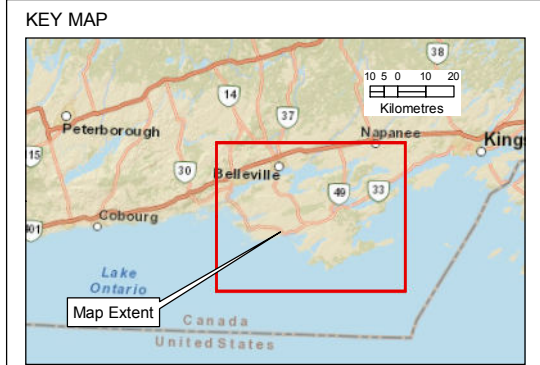 KEY MAP
38
10 5 0 10 20
Kilometres
14
37
Peterborough
Napanee
King
15
30
Belleville
49
33
Cobourg
401
Lake
Ontario
Map Extent
Canada
United States